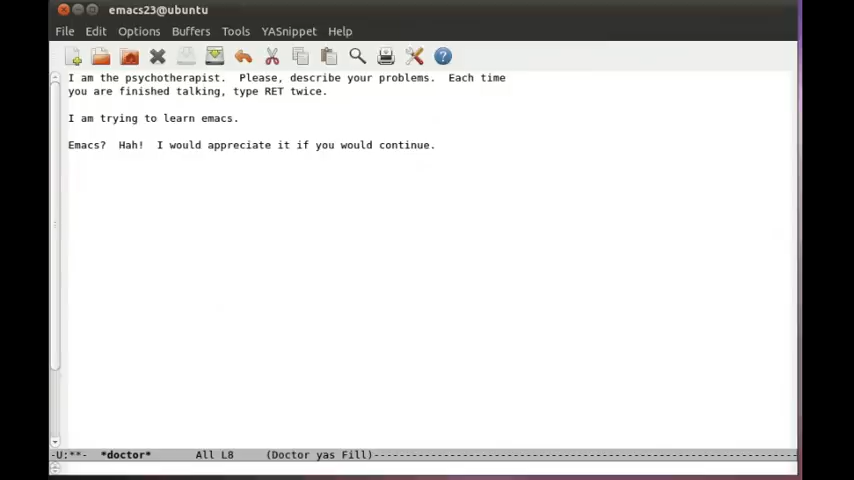 emacs23@ubuntu
File Edit Options Buffers Tools YASnippet Help
I am the psychotherapist.  Please, describe your problems.  Each time
you are finished talking, type RET twice.
I am trying to learn emacs.
Emacs?  Hah!  I would appreciate it if you would continue.
-U:**-  *doctor*       All L8     (Doctor yas Fill)-----------------------------------------------------------------